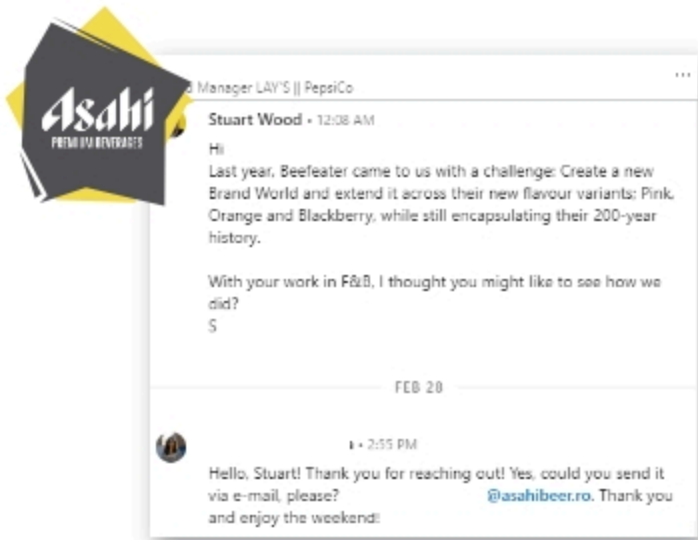 Asahi
PREMIUM BEVERAGES
Manager LAY'S || PepsiCo
...
Stuart Wood • 12:08 AM
Hi
Last year, Beefeater came to us with a challenge: Create a new
Brand World and extend it across their new flavour variants; Pink,
Orange and Blackberry, while still encapsulating their 200-year
history.
With your work in F&B, I thought you might like to see how we
did?
S
FEB 28
• 2:55 PM
Hello, Stuart! Thank you for reaching out! Yes, could you send it
via e-mail, please? @asahibeer.ro. Thank you
and enjoy the weekend!